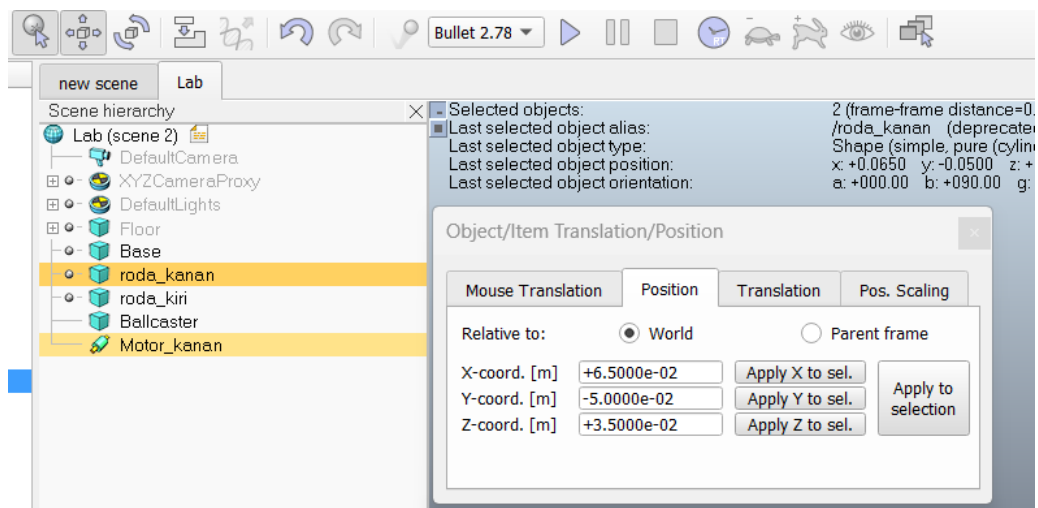 Bullet 2.78
new scene
Lab
Scene hierarchy
Lab (scene 2)
DefaultCamera
XYZCameraProxy
DefaultLights
Floor
Base
roda_kanan
roda_kiri
Ballcaster
Motor_kanan
Selected objects: 2 (frame-frame distance=0.
Last selected object alias: /roda_kanan (deprecate
Last selected object type: Shape (simple, pure (cylin
Last selected object position: x: +0.0650 y: -0.0500 z: +
Last selected object orientation: a: +000.00 b: +090.00 g:
Object/Item Translation/Position
Mouse Translation Position Translation Pos. Scaling
Relative to: World Parent frame
X-coord. [m] +6.5000e-02 Apply X to sel.
Y-coord. [m] -5.0000e-02 Apply Y to sel.
Z-coord. [m] +3.5000e-02 Apply Z to sel.
Apply to
selection